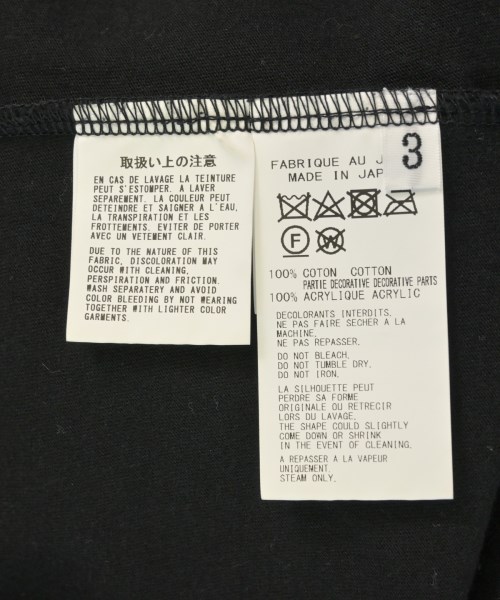 取扱い上の注意
EN CAS DE LAVAGE LA TEINTURE
PEUT S'ESTOMPER. A LAVER
SEPAREMENT. LA COULEUR PEUT
DETEINDRE ET SAIGNER A L'EAU,
LA TRANSPIRATION ET LES
FROTTEMENTS. EVITER DE PORTER
AVEC UN VETEMENT CLAIR.
DUE TO THE NATURE OF THIS
FABRIC, DISCOLORATION MAY
OCCUR WITH CLEANING,
PERSPIRATION AND FRICTION.
WASH SEPARATERY AND AVOID
COLOR BLEEDING BY NOT WEARING
TOGETHER WITH LIGHTER COLOR
GARMENTS.
3
FABRIQUE AU J
MADE IN JAP
F W
100% COTON COTTON
PARTIE DECORATIVE DECORATIVE PARTS
100% ACRYLIQUE ACRYLIC
DECOLORANTS INTERDITS.
NE PAS FAIRE SECHER A LA
MACHINE.
NE PAS REPASSER.
DO NOT BLEACH.
DO NOT TUMBLE DRY.
DO NOT IRON.
LA SILHOUETTE PEUT
PERDRE SA FORME
ORIGINALE OU RETRECIR
LORS DU LAVAGE.
THE SHAPE COULD SLIGHTLY
COME DOWN OR SHRINK
IN THE EVENT OF CLEANING.
A REPASSER A LA VAPEUR
UNIQUEMENT.
STEAM ONLY.